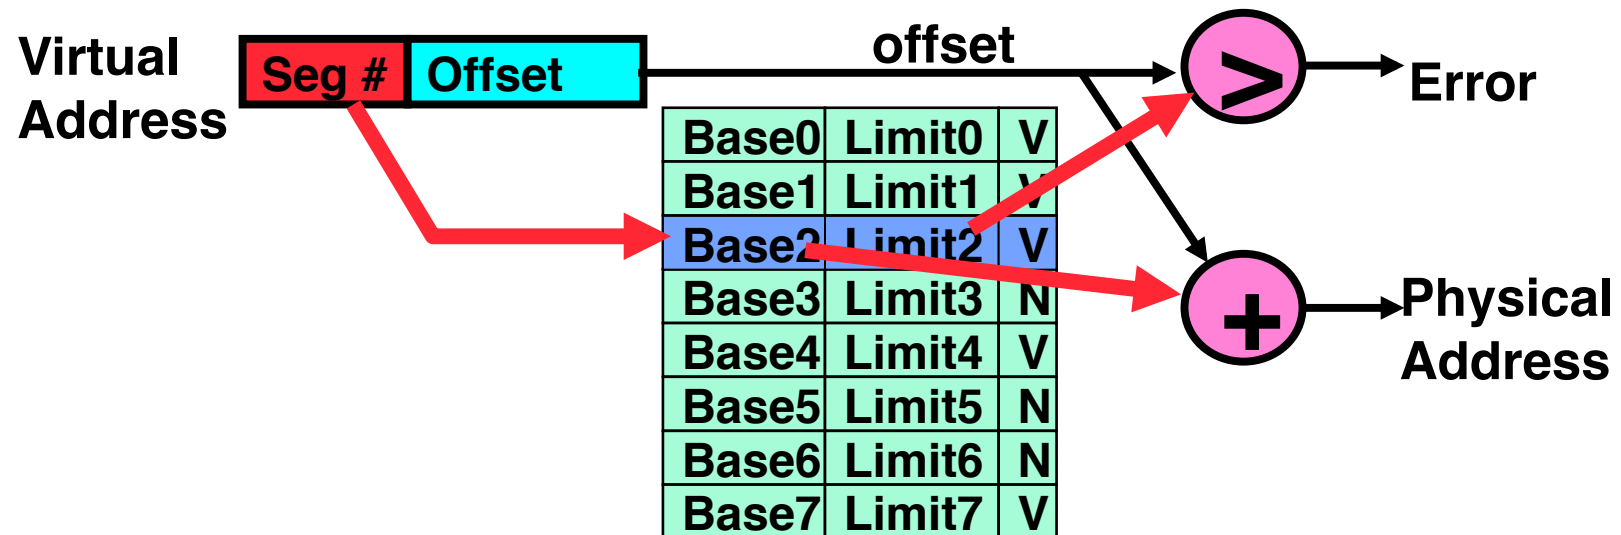 Virtual
Address
Seg # Offset
offset
>
Error
Base0 Limit0 V
Base1 Limit1 V
Base2 Limit2 V
Base3 Limit3 N
Base4 Limit4 V
Base5 Limit5 N
Base6 Limit6 N
Base7 Limit7 V
+
Physical
Address